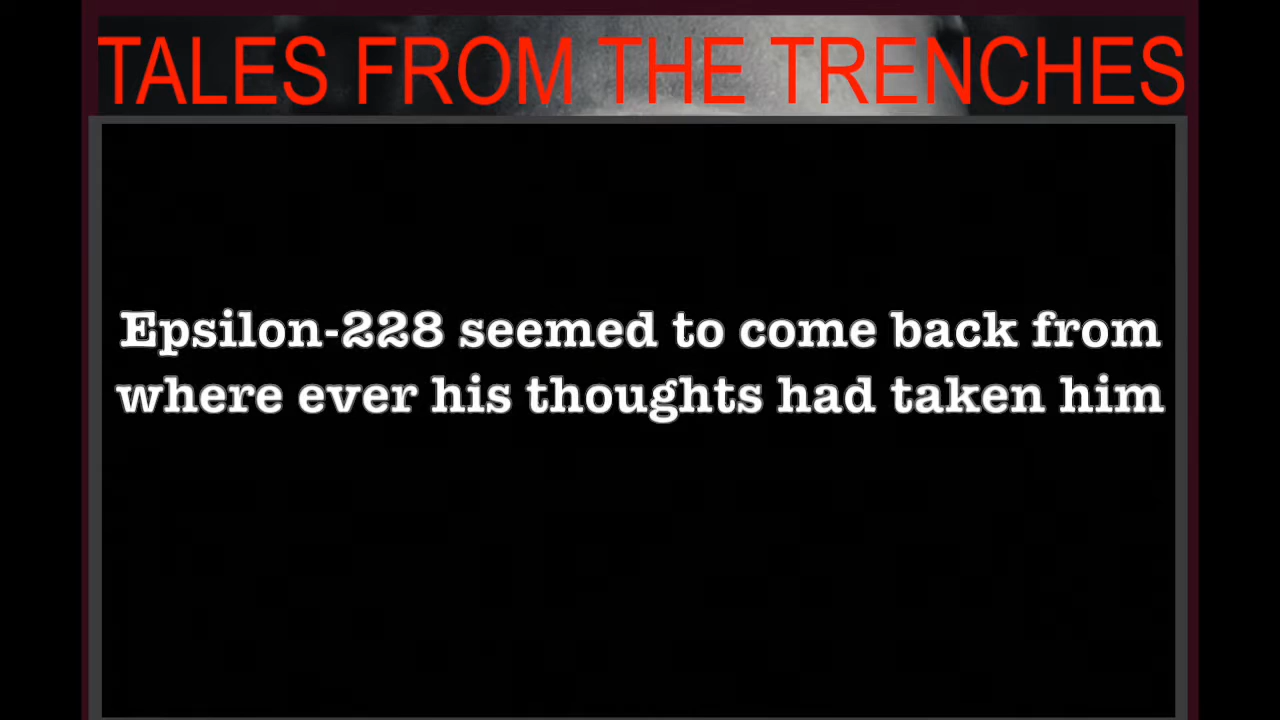 TALES FROM THE TRENCHES
Epsilon-228 seemed to come back from
where ever his thoughts had taken him